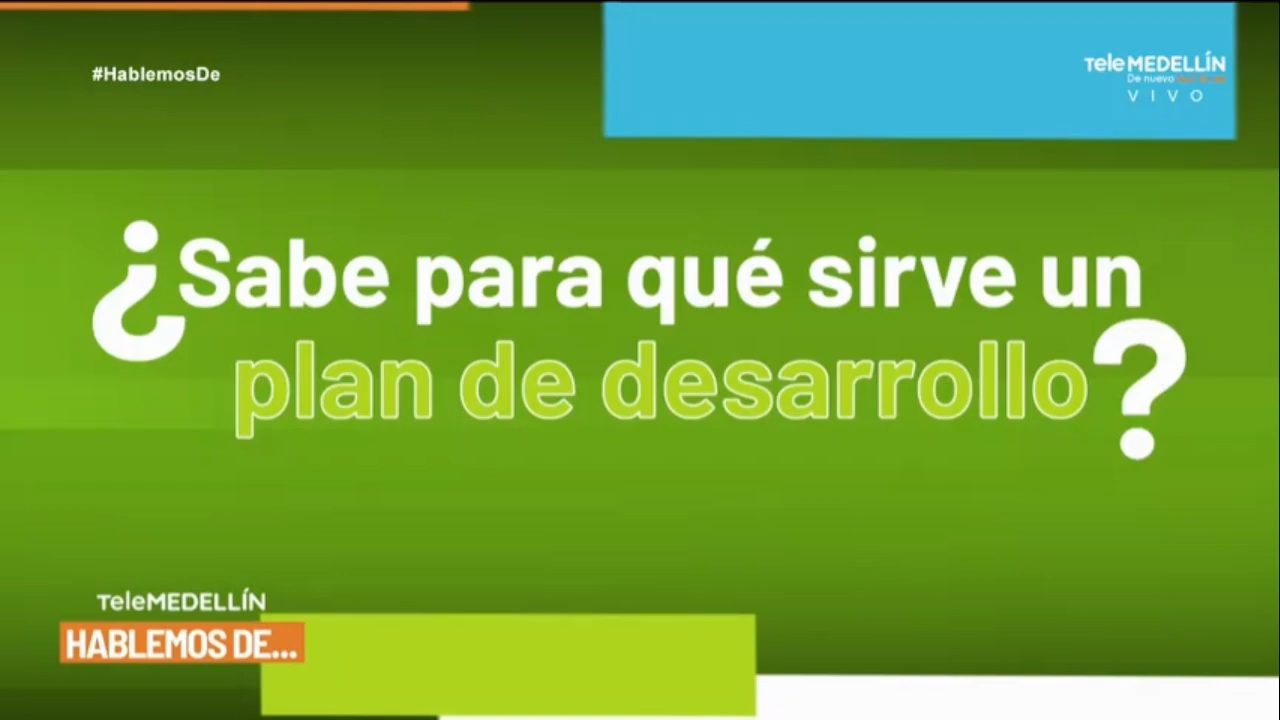 #HablemosDe
TeleMEDELLÍN
De nuevo
VIVO
¿Sabe para qué sirve un
plan de desarrollo?
TeleMEDELLÍN
HABLEMOS DE...